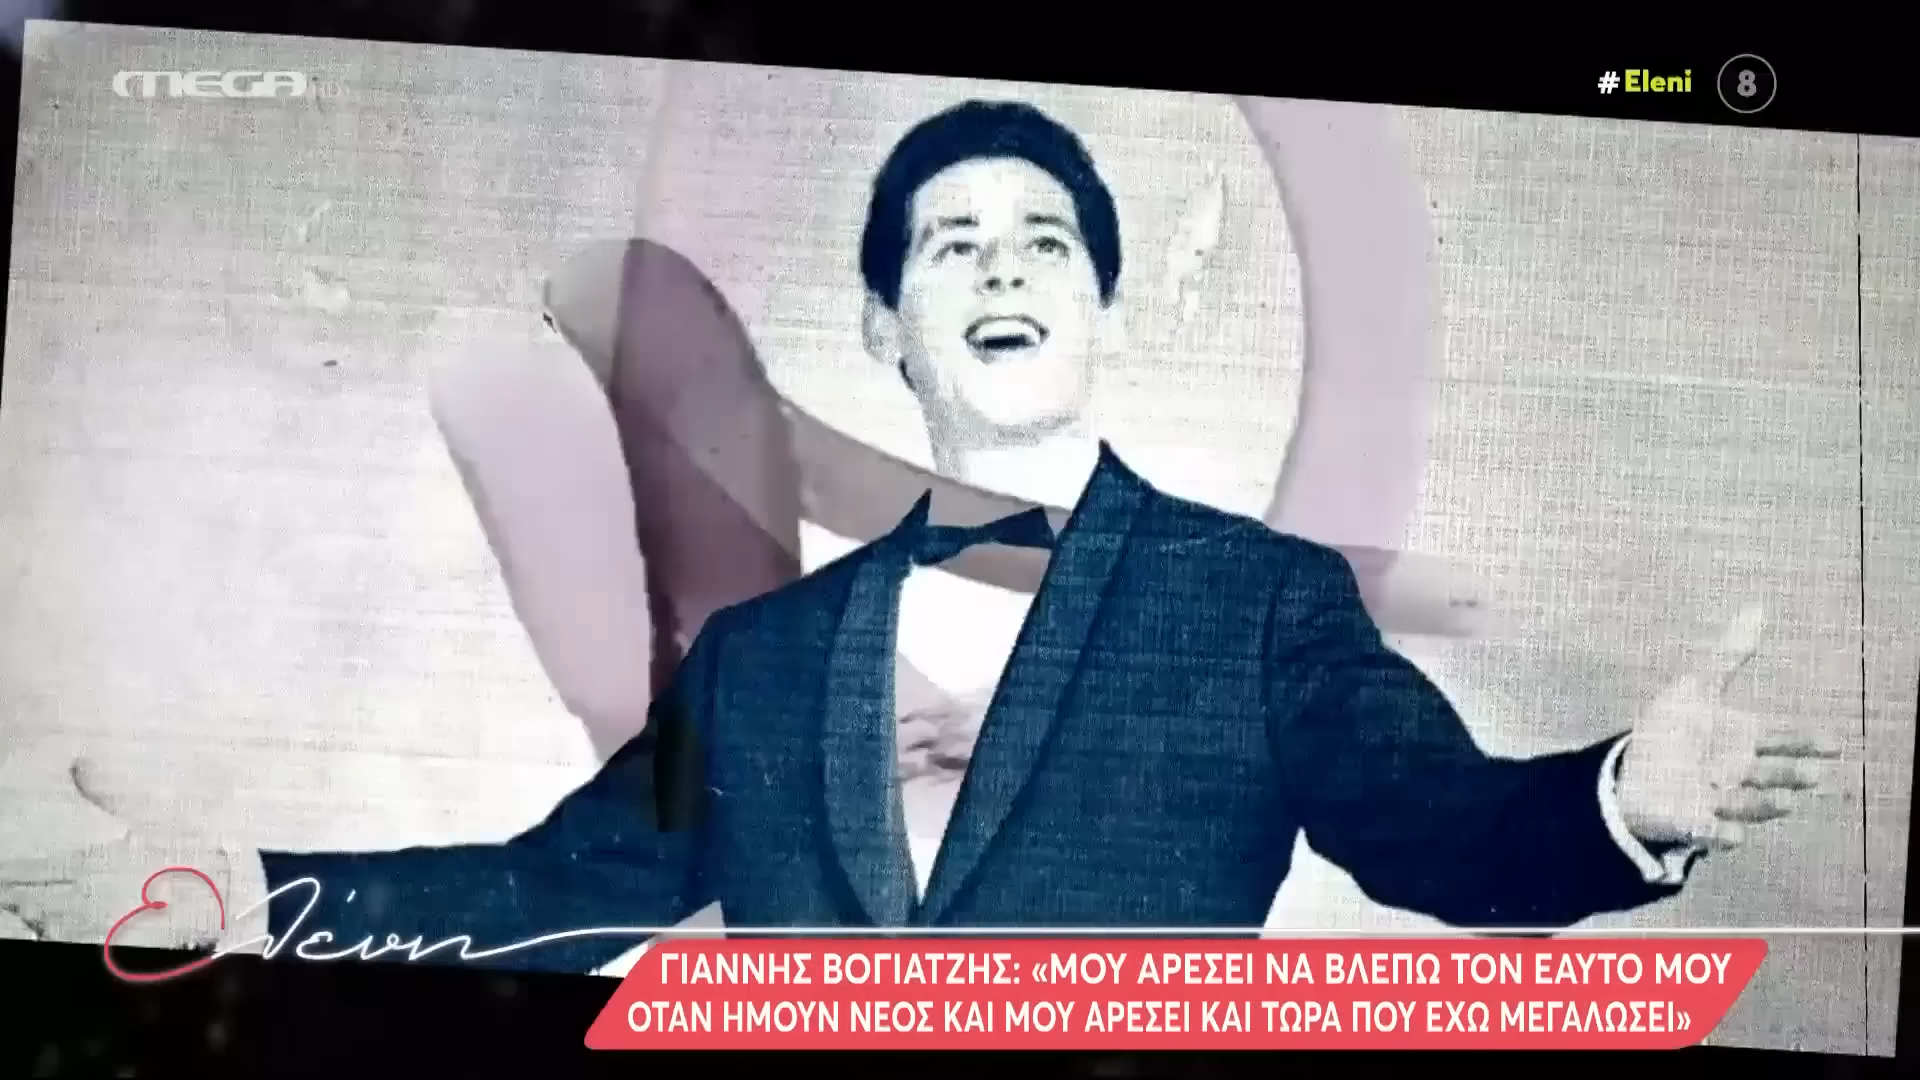 MEGA HD
#Eleni
8
Ελένη
ΓΙΑΝΝΗΣ ΒΟΓΙΑΤΖΗΣ: «ΜΟΥ ΑΡΕΣΕΙ ΝΑ ΒΛΕΠΩ ΤΟΝ ΕΑΥΤΟ ΜΟΥ
ΟΤΑΝ ΗΜΟΥΝ ΝΕΟΣ ΚΑΙ ΜΟΥ ΑΡΕΣΕΙ ΚΑΙ ΤΩΡΑ ΠΟΥ ΕΧΩ ΜΕΓΑΛΩΣΕΙ»